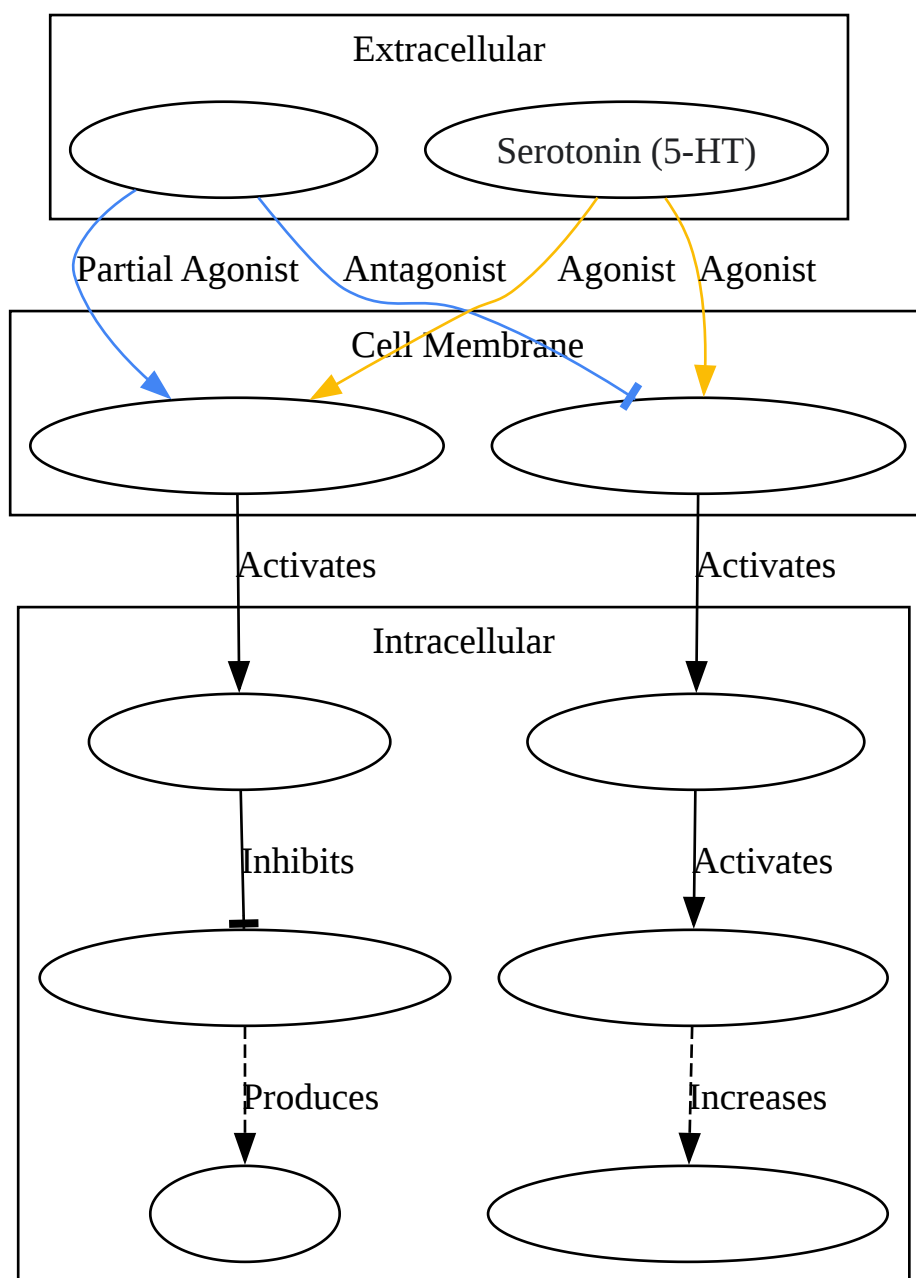 Extracellular
Serotonin (5-HT)
Partial Agonist
Antagonist
Agonist
Agonist
Cell Membrane
Activates
Activates
Intracellular
Inhibits
Activates
Produces
Increases